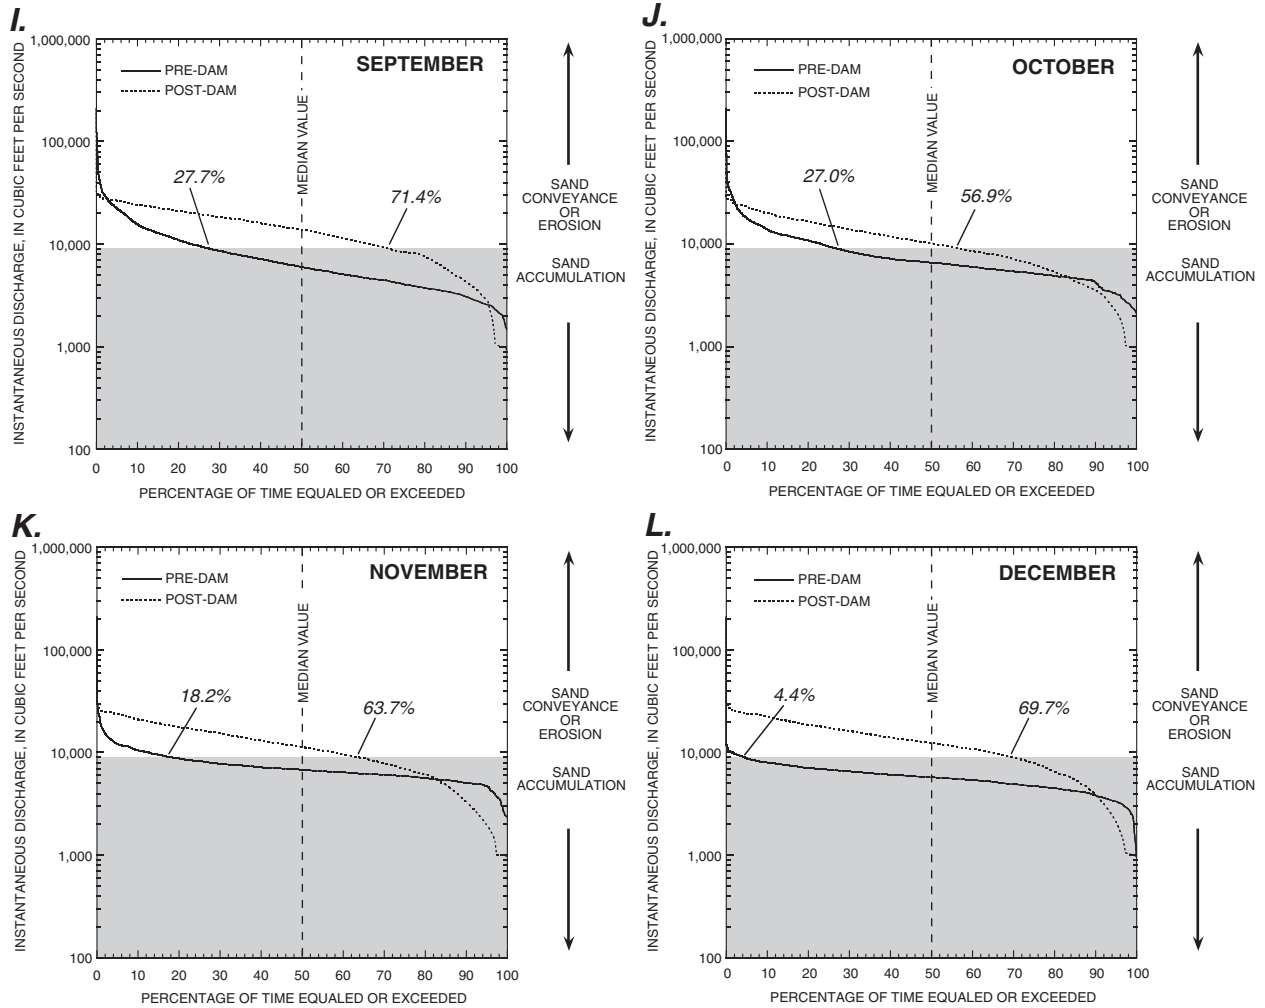 I.
INSTANTANEOUS DISCHARGE, IN CUBIC FEET PER SECOND
1,000,000
100,000
10,000
1,000
100
PRE-DAM
POST-DAM
SEPTEMBER
MEDIAN VALUE
27.7%
71.4%
0 10 20 30 40 50 60 70 80 90 100
PERCENTAGE OF TIME EQUALED OR EXCEEDED
SAND
CONVEYANCE
OR
EROSION
SAND
ACCUMULATION
J.
INSTANTANEOUS DISCHARGE, IN CUBIC FEET PER SECOND
1,000,000
100,000
10,000
1,000
100
PRE-DAM
POST-DAM
OCTOBER
MEDIAN VALUE
27.0%
56.9%
0 10 20 30 40 50 60 70 80 90 100
PERCENTAGE OF TIME EQUALED OR EXCEEDED
SAND
CONVEYANCE
OR
EROSION
SAND
ACCUMULATION
K.
INSTANTANEOUS DISCHARGE, IN CUBIC FEET PER SECOND
1,000,000
100,000
10,000
1,000
100
PRE-DAM
POST-DAM
NOVEMBER
MEDIAN VALUE
18.2%
63.7%
0 10 20 30 40 50 60 70 80 90 100
PERCENTAGE OF TIME EQUALED OR EXCEEDED
SAND
CONVEYANCE
OR
EROSION
SAND
ACCUMULATION
L.
INSTANTANEOUS DISCHARGE, IN CUBIC FEET PER SECOND
1,000,000
100,000
10,000
1,000
100
PRE-DAM
POST-DAM
DECEMBER
MEDIAN VALUE
4.4%
69.7%
0 10 20 30 40 50 60 70 80 90 100
PERCENTAGE OF TIME EQUALED OR EXCEEDED
SAND
CONVEYANCE
OR
EROSION
SAND
ACCUMULATION